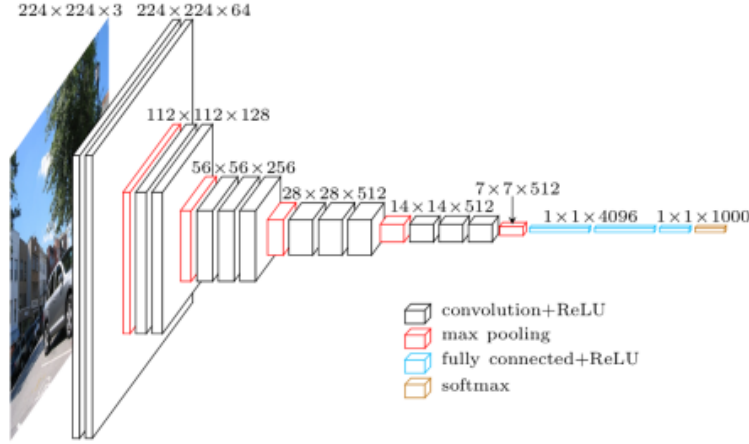 224×224×3
224×224×64
112×112×128
56×56×256
28×28×512
14×14×512
7×7×512
1×1×4096
1×1×1000
convolution+ReLU
max pooling
fully connected+ReLU
softmax